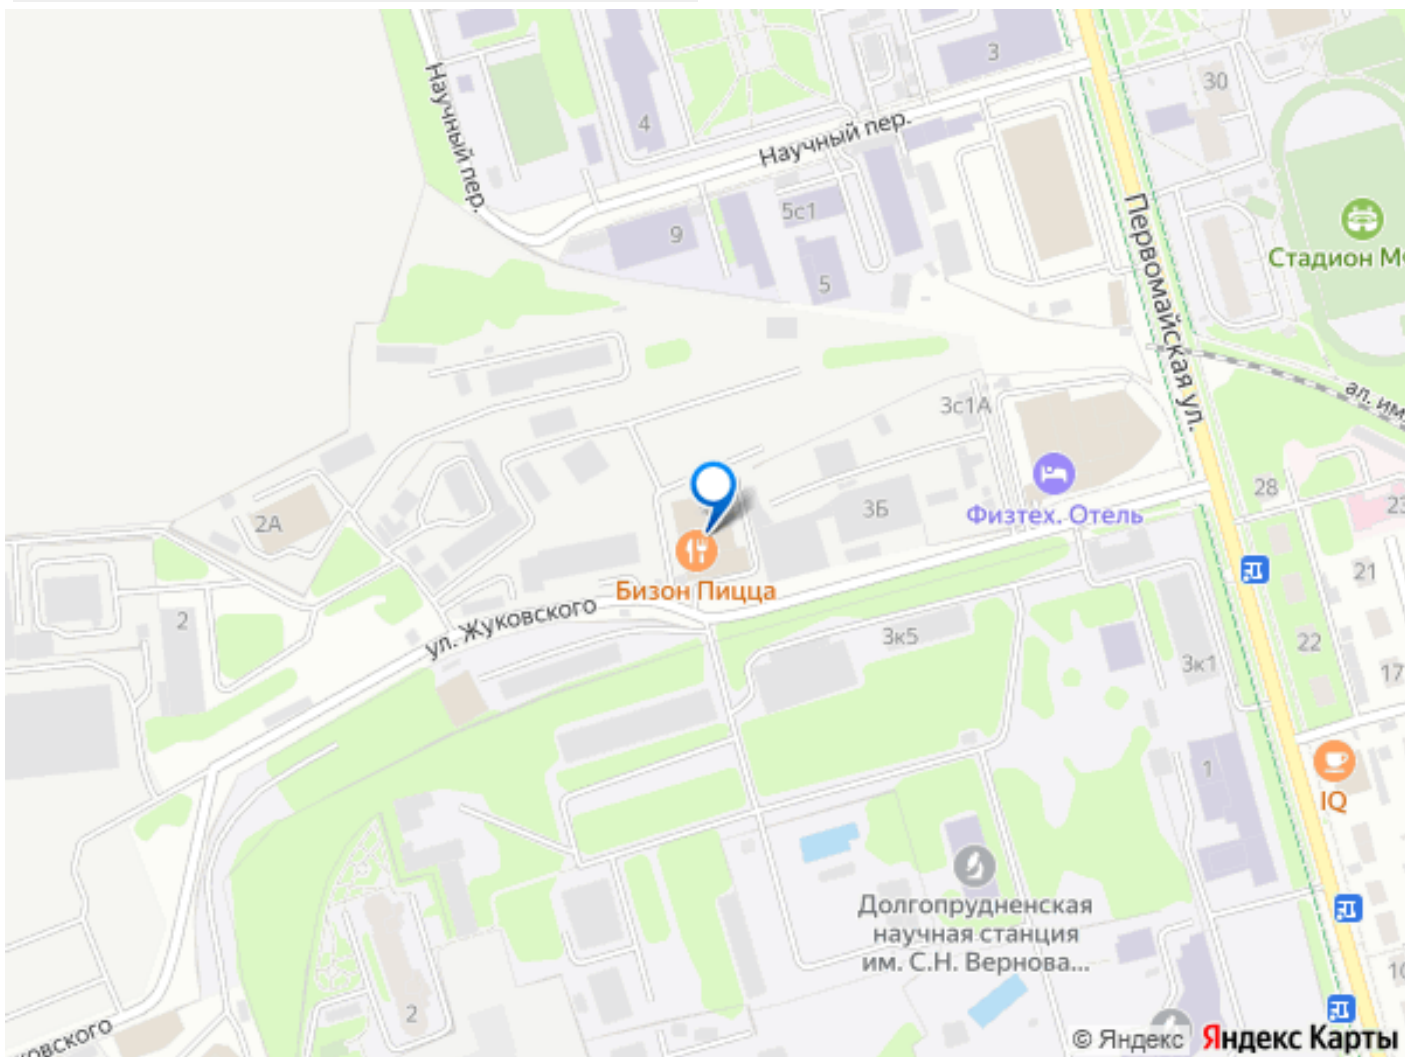 3
30
Научный пер.
4
Научный пер.
5с1
9
5
Первомайская ул.
Стадион М
3с1А
ал. им.
2А
3Б
Физтех. Отель
28
23
Бизон Пицца
21
2
ул. Жуковского
3к5
22
3к1
17
1
IQ
Долгопрудненская
научная станция
им. С.Н. Вернова...
10
2
уковского
© Яндекс Яндекс Карты